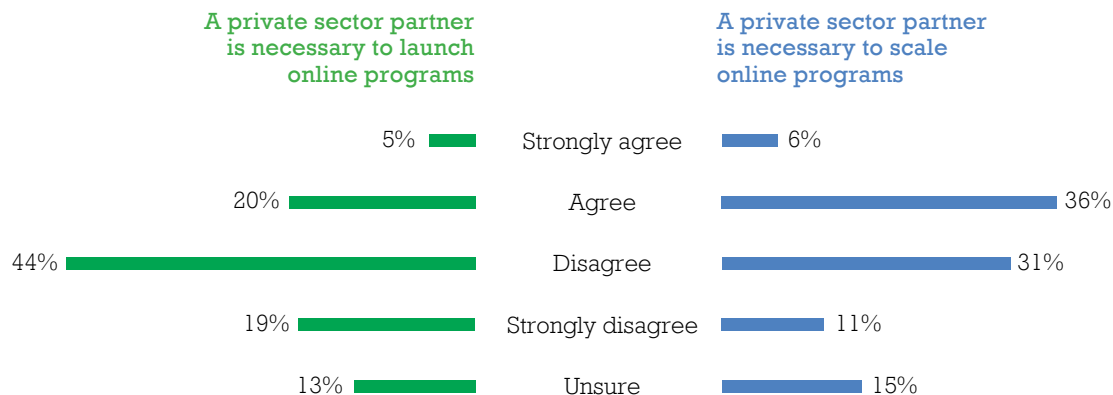 A private sector partner
is necessary to launch
online programs
A private sector partner
is necessary to scale
online programs
5% Strongly agree 6%
20% Agree 36%
44% Disagree 31%
19% Strongly disagree 11%
13% Unsure 15%